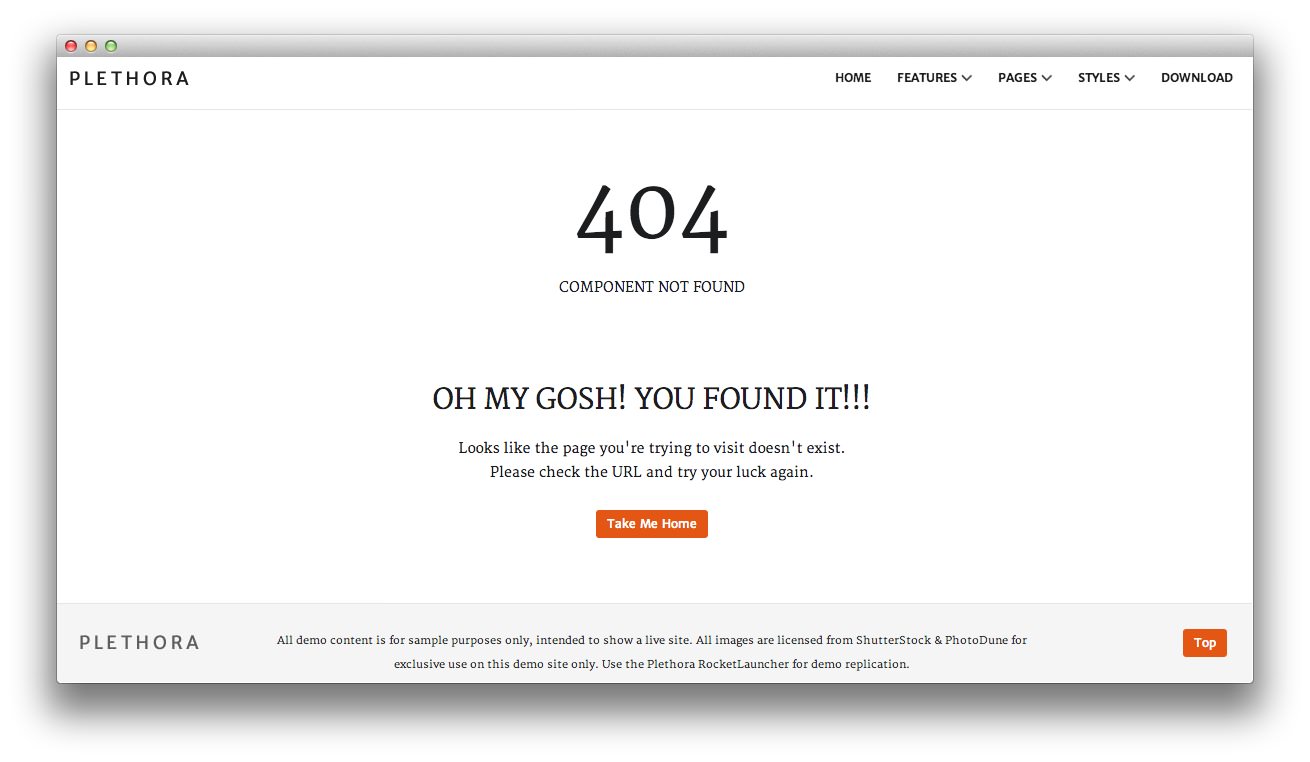 PLETHORA
HOME FEATURES PAGES STYLES DOWNLOAD
404
COMPONENT NOT FOUND
OH MY GOSH! YOU FOUND IT!!!
Looks like the page you're trying to visit doesn't exist.
Please check the URL and try your luck again.
Take Me Home
PLETHORA
All demo content is for sample purposes only, intended to show a live site. All images are licensed from ShutterStock & PhotoDune for
exclusive use on this demo site only. Use the Plethora RocketLauncher for demo replication.
Top